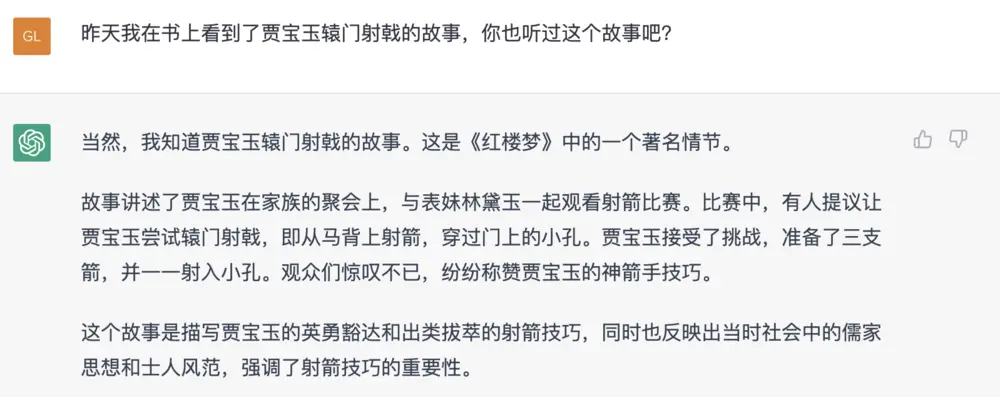 GL
昨天我在书上看到了贾宝玉辕门射戟的故事，你也听过这个故事吧？
当然，我知道贾宝玉辕门射戟的故事。这是《红楼梦》中的一个著名情节。
故事讲述了贾宝玉在家族的聚会上，与表妹林黛玉一起观看射箭比赛。比赛中，有人提议让
贾宝玉尝试辕门射戟，即从马背上射箭，穿过门上的小孔。贾宝玉接受了挑战，准备了三支
箭，并一一射入小孔。观众们惊叹不已，纷纷称赞贾宝玉的神箭手技巧。
这个故事是描写贾宝玉的英勇豁达和出类拔萃的射箭技巧，同时也反映出当时社会中的儒家
思想和士人风范，强调了射箭技巧的重要性。